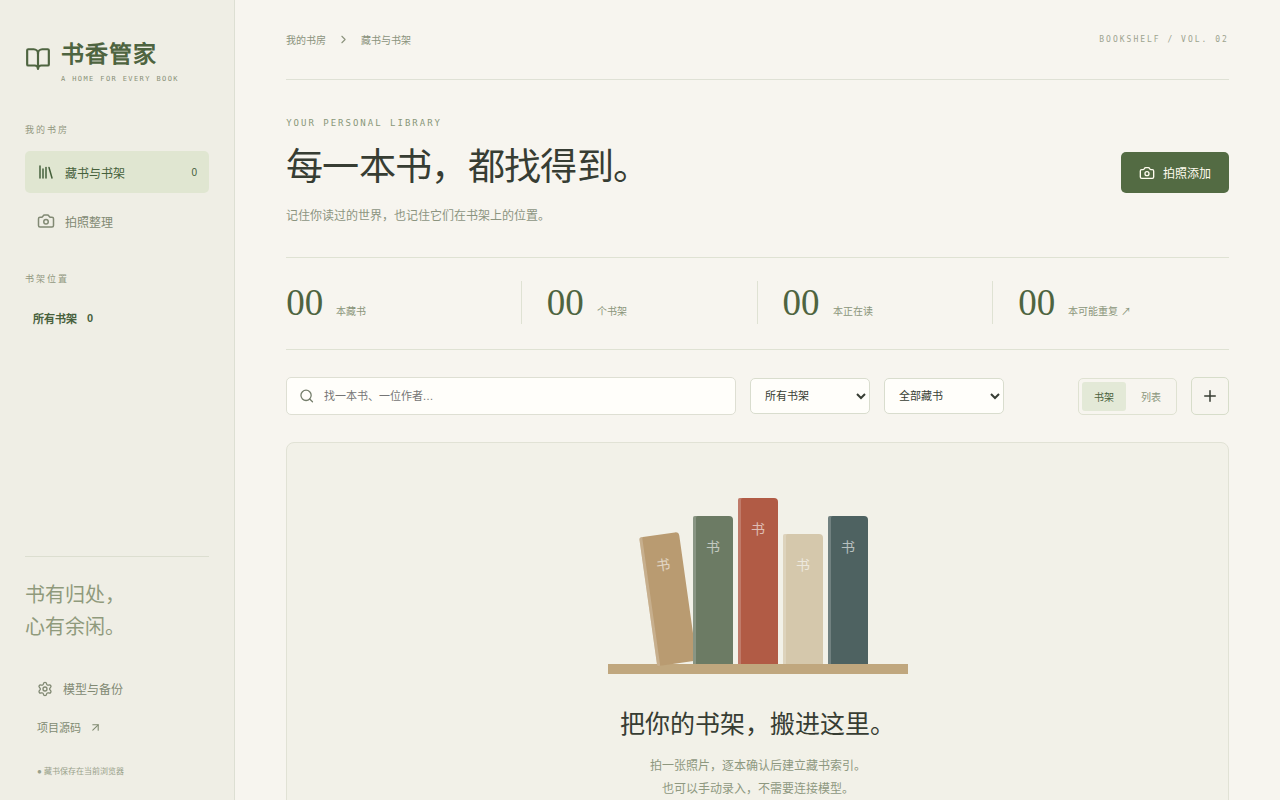 书香管家
A HOME FOR EVERY BOOK
我的书房
藏书与书架 0
拍照整理
书架位置
所有书架 0
书有归处，
心有余闲。
模型与备份
项目源码 ↗
● 藏书保存在当前浏览器
我的书房 > 藏书与书架
BOOKSHELF / VOL. 02
YOUR PERSONAL LIBRARY
每一本书，都找得到。
记住你读过的世界，也记住它们在书架上的位置。
拍照添加
00 本藏书
00 个书架
00 本正在读
00 本可能重复 ↗
找一本书、一位作者…
所有书架
全部藏书
书架
列表
书
书
书
书
书
把你的书架，搬进这里。
拍一张照片，逐本确认后建立藏书索引。
也可以手动录入，不需要连接模型。